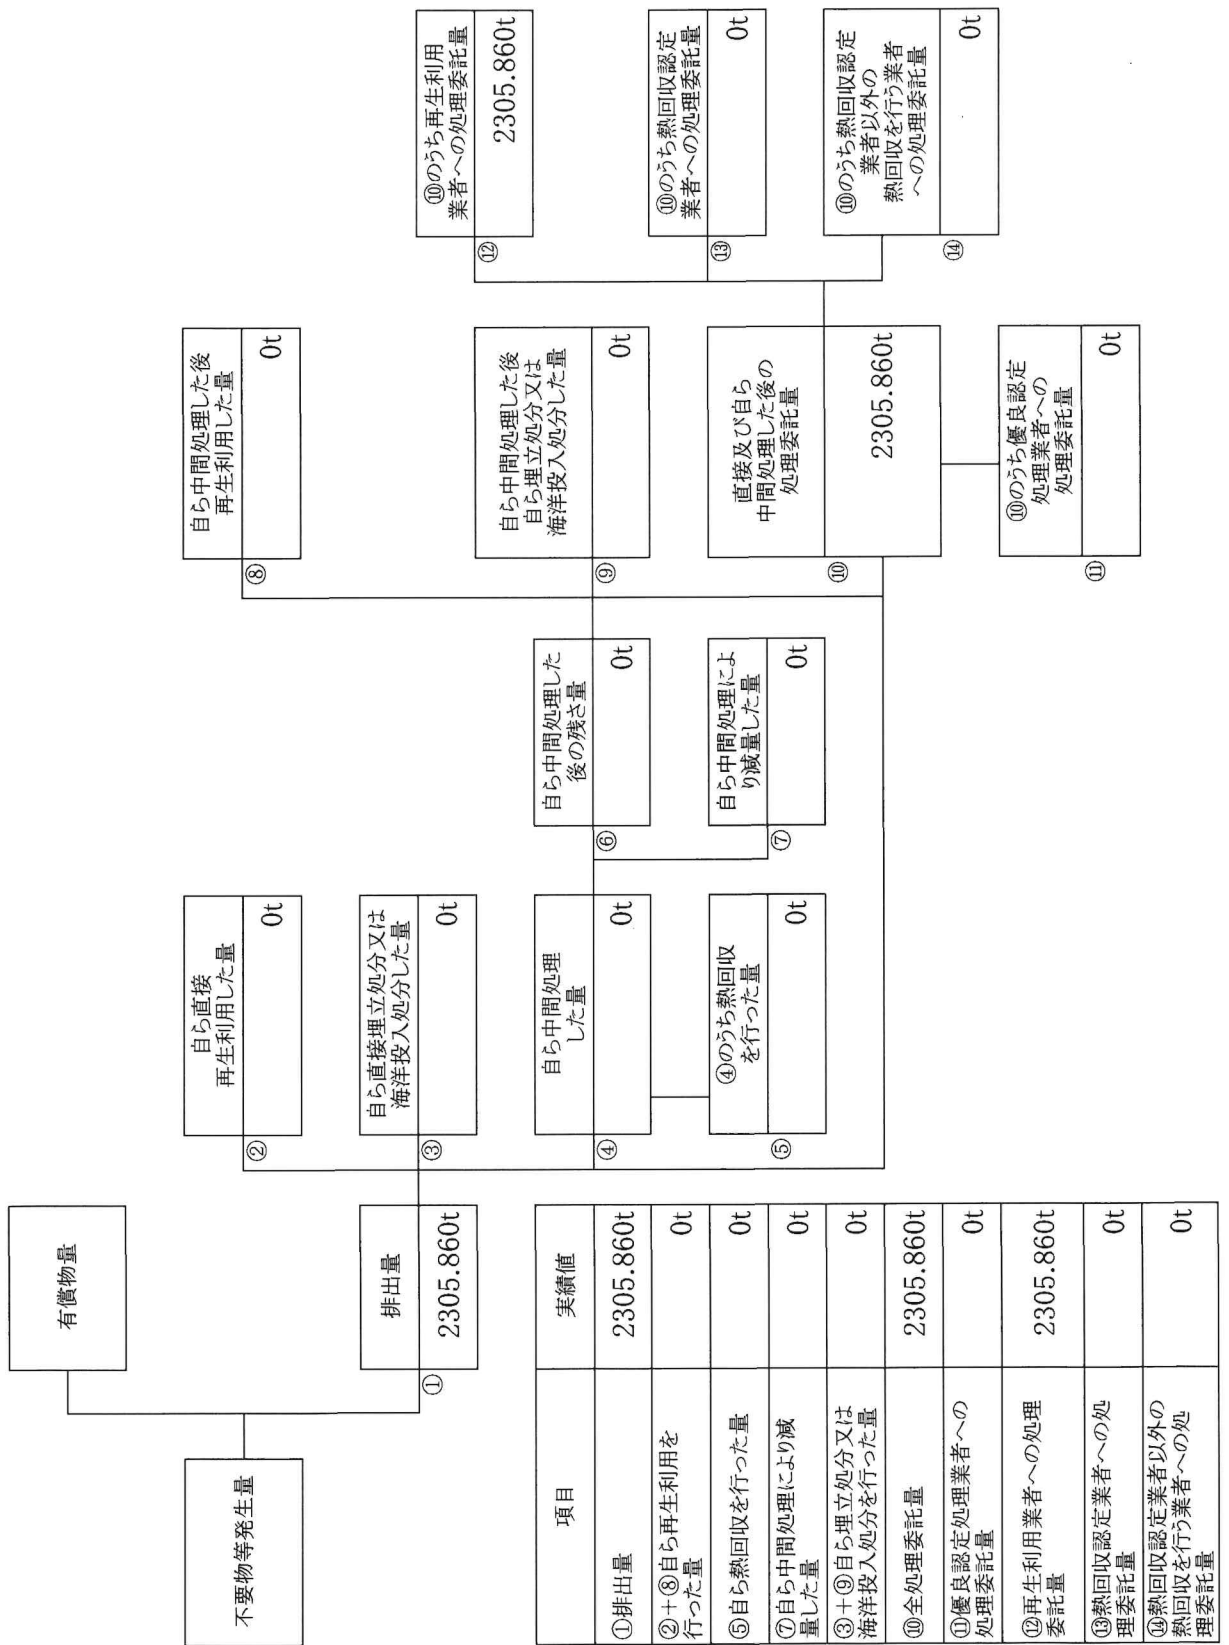 不要物等発生量
有償物量
①
排出量
2305.860t
②
自ら直接
再生利用した量
0t
③
自ら直接埋立処分又は
海洋投入処分した量
0t
④
自ら中間処理
した量
0t
⑤
④のうち熱回収
を行った量
0t
⑥
自ら中間処理した
後の残さ量
0t
⑦
自ら中間処理によ
り減量した量
0t
⑧
自ら中間処理した後
再生利用した量
0t
⑨
自ら中間処理した後
自ら埋立処分又は
海洋投入処分した量
0t
⑩
直接及び自ら
中間処理した後の
処理委託量
2305.860t
⑪
⑩のうち優良認定
処理業者への
処理委託量
0t
⑫
⑩のうち再生利用
業者への処理委託量
2305.860t
⑬
⑩のうち熱回収認定
業者への処理委託量
0t
⑭
⑩のうち熱回収認定
業者以外の
熱回収を行う業者
への処理委託量
0t
項目
実績値
①排出量
2305.860t
②+⑧自ら再生利用を
行った量
0t
⑤自ら熱回収を行った量
0t
⑦自ら中間処理により減
量した量
0t
③+⑨自ら埋立処分又は
海洋投入処分を行った量
0t
⑩全処理委託量
2305.860t
⑪優良認定処理業者への
処理委託量
0t
⑫再生利用業者への処理
委託量
2305.860t
⑬熱回収認定業者への処
理委託量
0t
⑭熱回収認定業者以外の
熱回収を行う業者への処
理委託量
0t